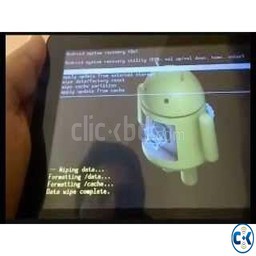 Android system recovery <3e>
Android system recovery utility
apply update from external storage
wipe data/factory reset
wipe cache partition
apply update from cache
clickbd.com
-- Wiping data...
Formatting /data...
Formatting /cache...
Data wipe complete.